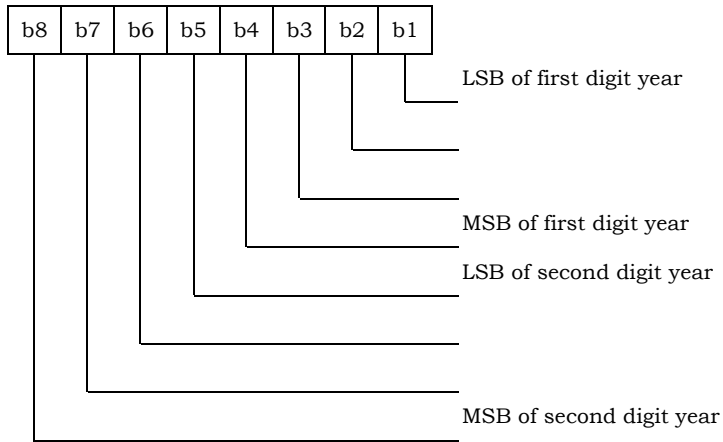 b8 b7 b6 b5 b4 b3 b2 b1
LSB of first digit year
MSB of first digit year
LSB of second digit year
MSB of second digit year